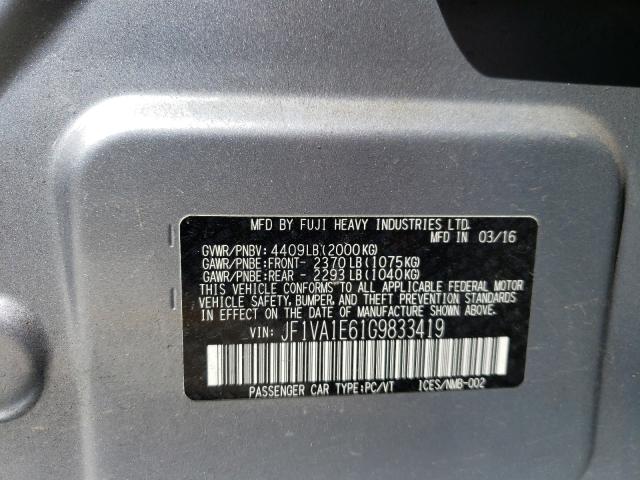 MFD BY FUJI HEAVY INDUSTRIES LTD.
MFD IN 03/16
GVWR/PNBV: 4409LB(2000KG)
GAWR/PNBE:FRONT- 2370LB(1075KG)
GAWR/PNBE:REAR - 2293LB(1040KG)
THIS VEHICLE CONFORMS TO ALL APPLICABLE FEDERAL MOTOR
VEHICLE SAFETY, BUMPER, AND THEFT PREVENTION STANDARDS
IN EFFECT ON THE DATE OF MANUFACTURE SHOWN ABOVE.
VIN: JF1VA1E61G9833419
PASSENGER CAR TYPE:PC/VT ICES/NMB-002